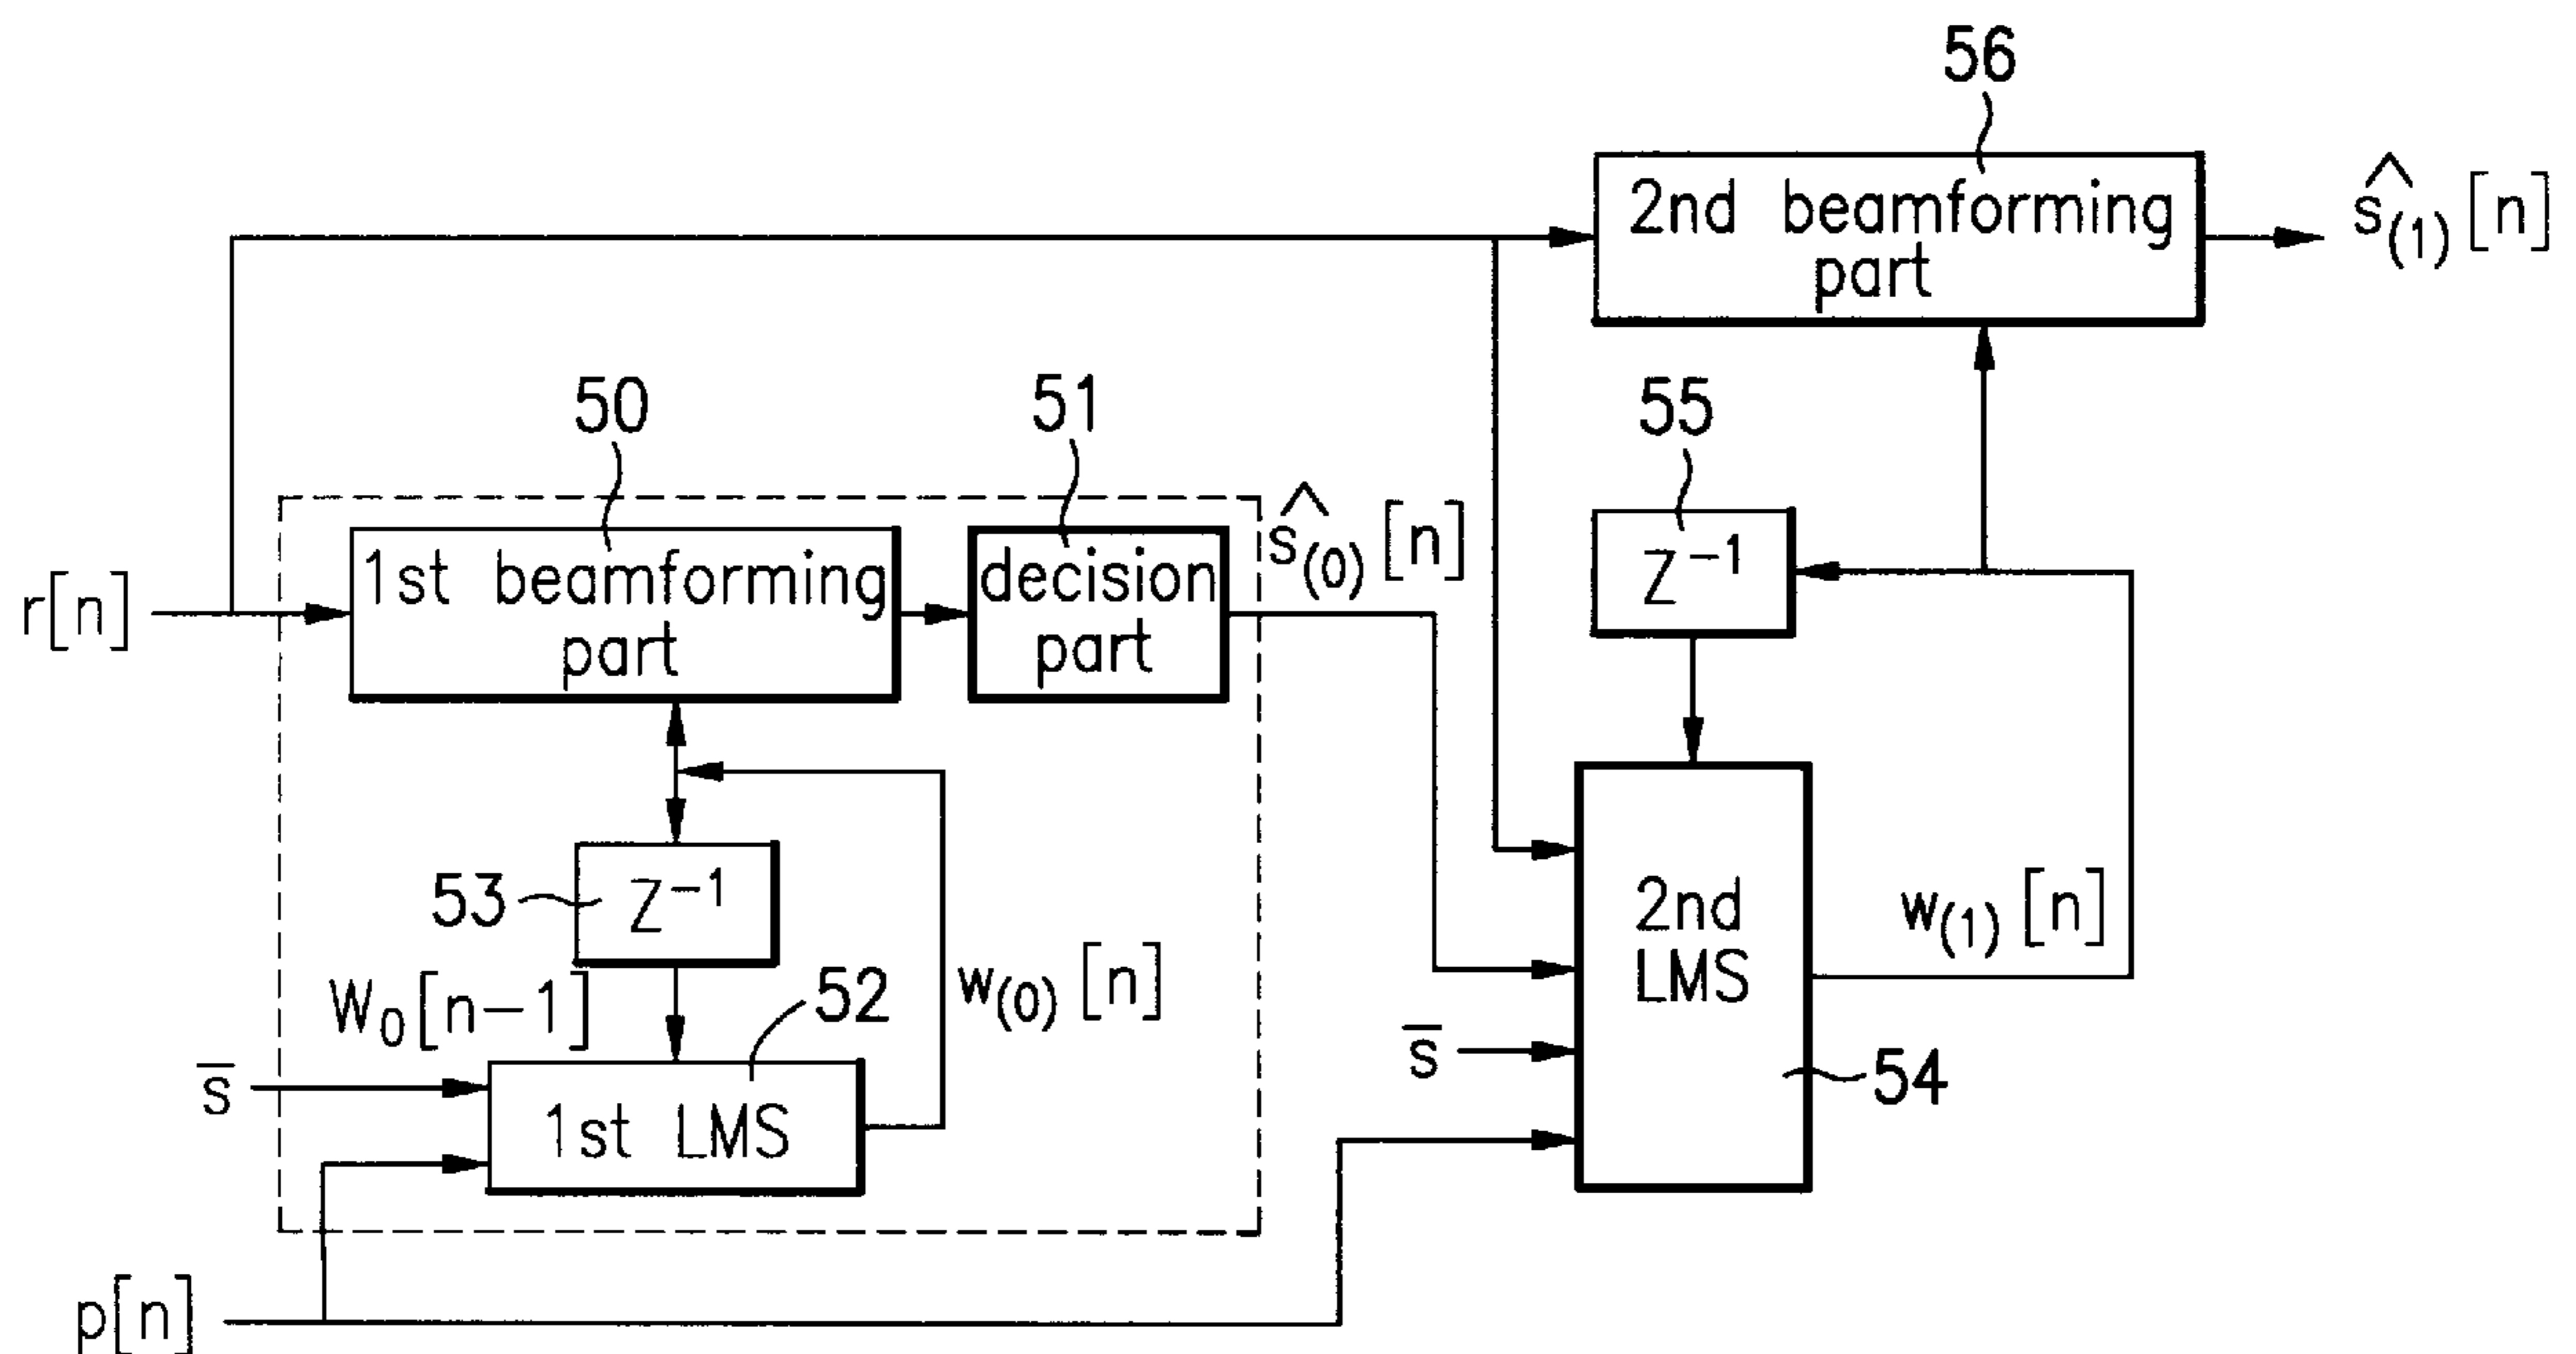 56
2nd beamforming
part
ŝ(1) [n]
50
51
55
1st beamforming
part
decision
part
ŝ(0) [n]
Z⁻¹
r[n]
53
Z⁻¹
2nd
LMS
w(1) [n]
W₀[n-1]
52
w(0) [n]
s̄
1st LMS
s̄
54
p[n]